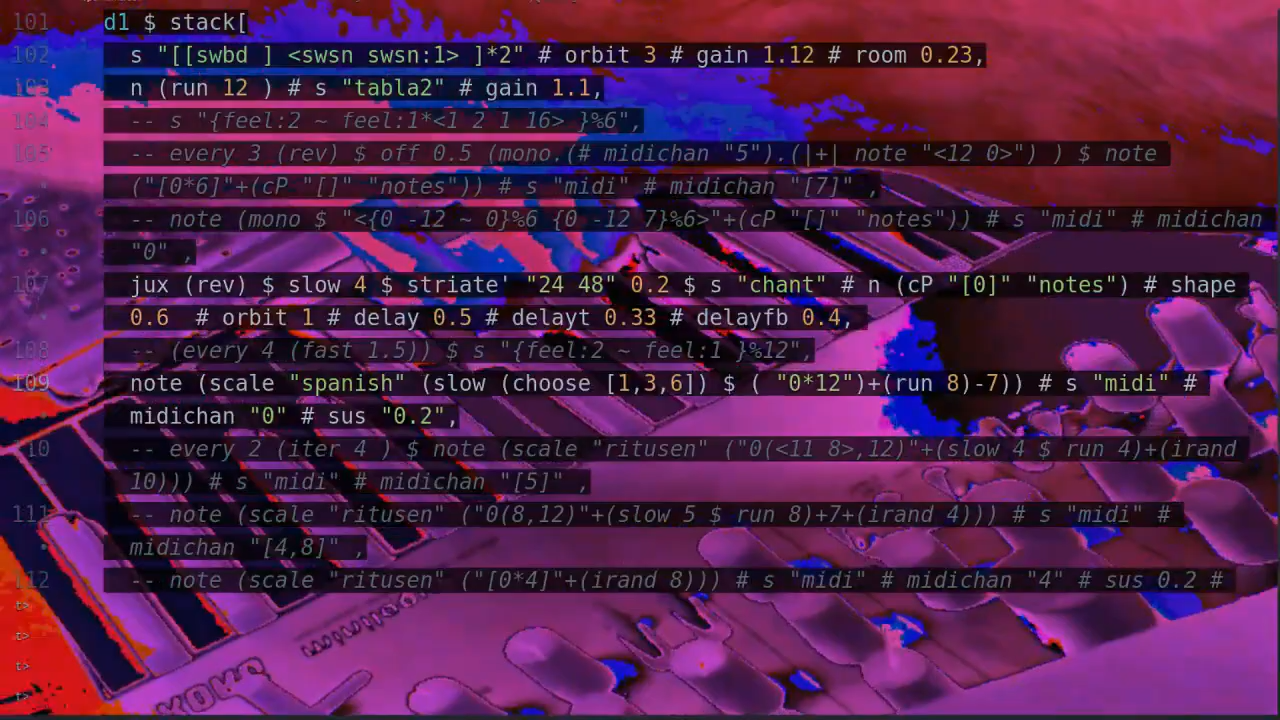 101 d1 $ stack[
102 s "[[swbd ] <swsn swsn:1> ]*2" # orbit 3 # gain 1.12 # room 0.23,
103 n (run 12 ) # s "tabla2" # gain 1.1,
104 -- s "{feel:2 ~ feel:1*<1 2 1 16> }%6",
105 -- every 3 (rev) $ off 0.5 (mono.(# midichan "5").(|+| note "<12 0>") ) $ note
("[0*6]"+(cP "[]" "notes")) # s "midi" # midichan "[7]" ,
106 -- note (mono $ "<{0 -12 ~ 0}%6 {0 -12 7}%6>"+(cP "[]" "notes")) # s "midi" # midichan
"0" ,
107 jux (rev) $ slow 4 $ striate' "24 48" 0.2 $ s "chant" # n (cP "[0]" "notes") # shape
0.6  # orbit 1 # delay 0.5 # delayt 0.33 # delayfb 0.4,
108 -- (every 4 (fast 1.5)) $ s "{feel:2 ~ feel:1 }%12",
109 note (scale "spanish" (slow (choose [1,3,6]) $ ( "0*12")+(run 8)-7)) # s "midi" #
midichan "0" # sus "0.2",
110 -- every 2 (iter 4 ) $ note (scale "ritusen" ("0(<11 8>,12)"+(slow 4 $ run 4)+(irand
10))) # s "midi" # midichan "[5]" ,
111 -- note (scale "ritusen" ("0(8,12)"+(slow 5 $ run 8)+7+(irand 4))) # s "midi" #
midichan "[4,8]" ,
112 -- note (scale "ritusen" ("[0*4]"+(irand 8))) # s "midi" # midichan "4" # sus 0.2 #
t>
t>
t>
t>
minilogue
KORG